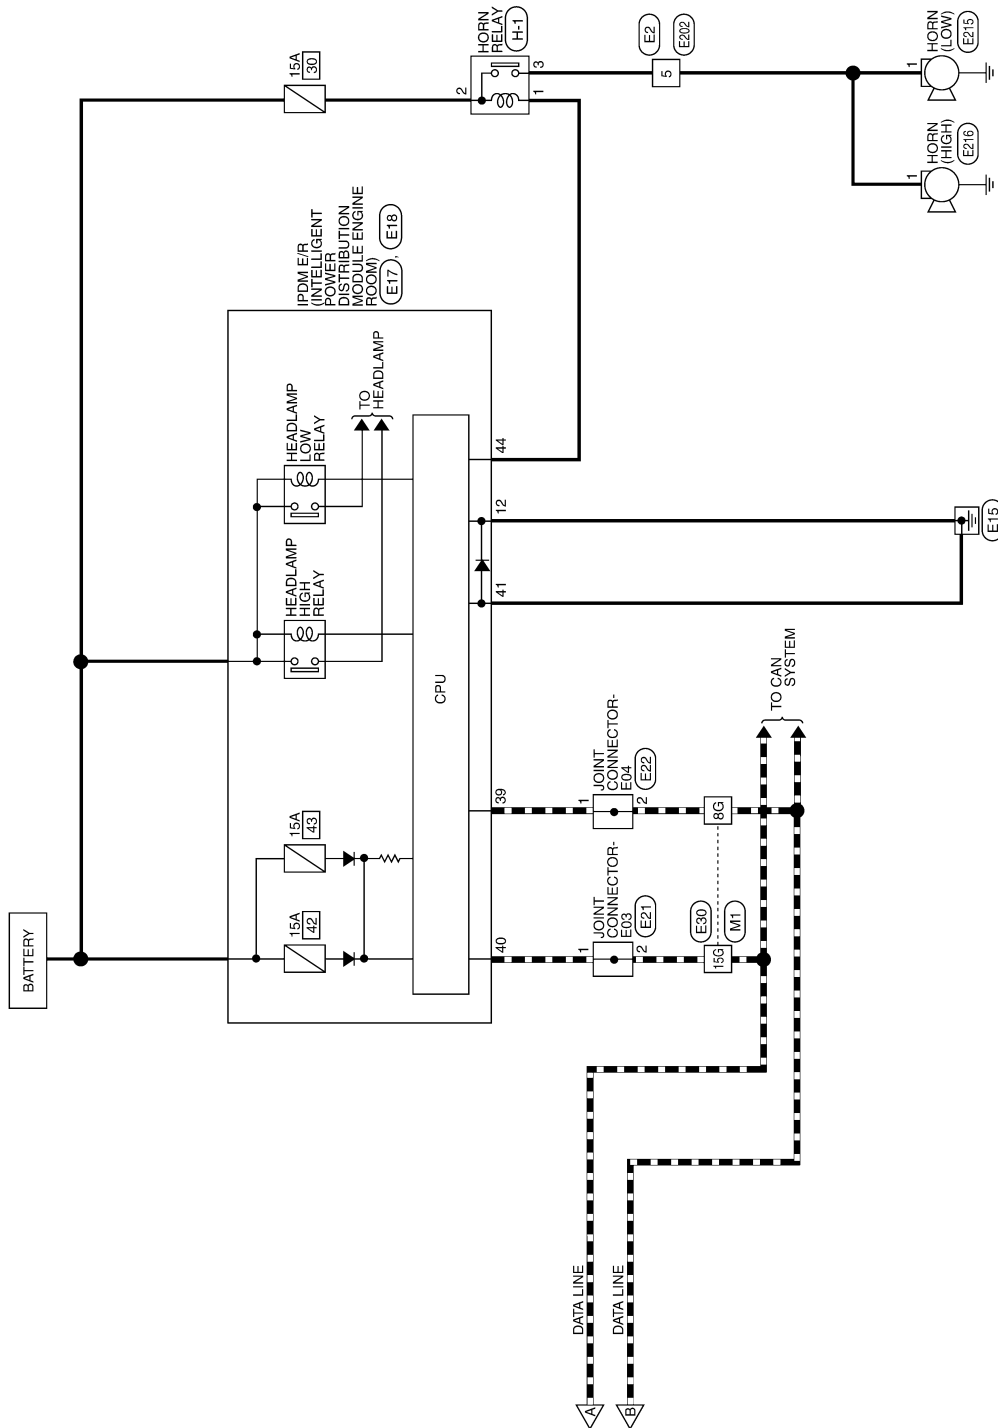 BATTERY
15A
42
15A
43
HEADLAMP
HIGH
RELAY
HEADLAMP
LOW
RELAY
TO
HEADLAMP
IPDM E/R
(INTELLIGENT
POWER
DISTRIBUTION
MODULE ENGINE
ROOM)
E17 , E18
15A
30
HORN
RELAY
H-1
2
1
3
CPU
40
39
41
12
44
JOINT
CONNECTOR-
E03
E21
1
2
JOINT
CONNECTOR-
E04
E22
1
2
15G
8G
E30
M1
TO CAN
SYSTEM
E15
E2
5
E202
1
HORN
(HIGH)
E216
1
HORN
(LOW)
E215
DATA LINE
A
DATA LINE
B